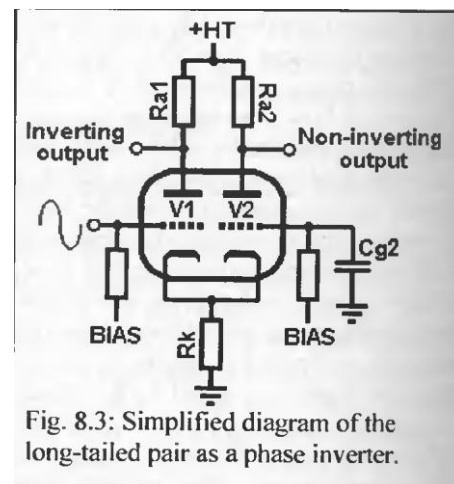 +HT
Ra1
Ra2
Inverting
output
Non-inverting
output
V1
V2
Cg2
BIAS
Rk
BIAS
Fig. 8.3: Simplified diagram of the
long-tailed pair as a phase inverter.